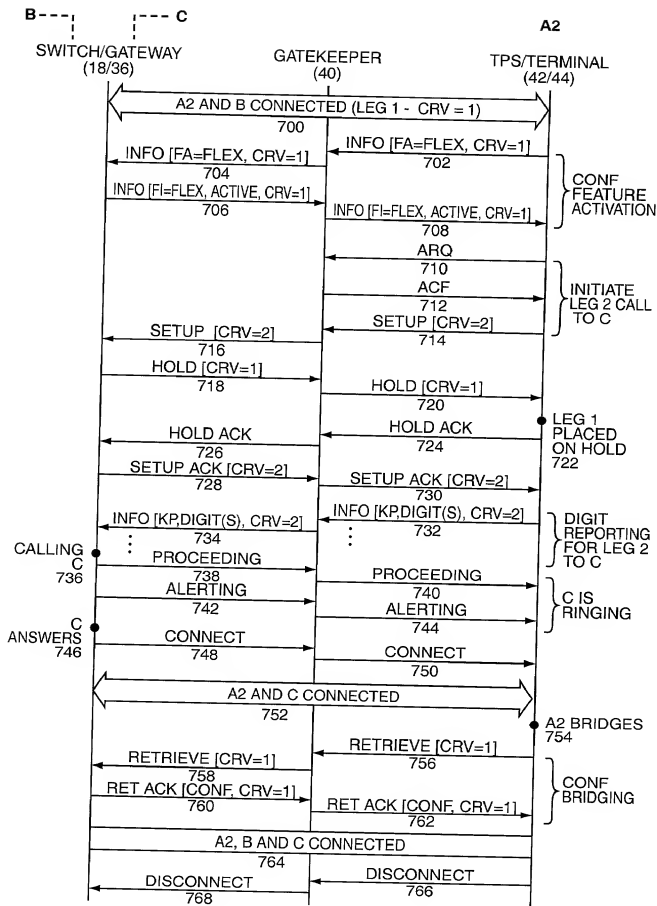 B
C
A2
SWITCH/GATEWAY
(18/36)
GATEKEEPER
(40)
TPS/TERMINAL
(42/44)
A2 AND B CONNECTED (LEG 1 - CRV = 1)
700
INFO [FA=FLEX, CRV=1]
702
INFO [FA=FLEX, CRV=1]
704
INFO [FI=FLEX, ACTIVE, CRV=1]
706
INFO [FI=FLEX, ACTIVE, CRV=1]
708
CONF
FEATURE
ACTIVATION
ARQ
710
ACF
712
SETUP [CRV=2]
714
INITIATE
LEG 2 CALL
TO C
SETUP [CRV=2]
716
HOLD [CRV=1]
718
HOLD [CRV=1]
720
LEG 1
PLACED
ON HOLD
722
HOLD ACK
724
HOLD ACK
726
SETUP ACK [CRV=2]
728
SETUP ACK [CRV=2]
730
INFO [KP,DIGIT(S), CRV=2]
732
INFO [KP,DIGIT(S), CRV=2]
734
DIGIT
REPORTING
FOR LEG 2
TO C
CALLING
C
736
PROCEEDING
738
PROCEEDING
740
ALERTING
742
ALERTING
744
C IS
RINGING
C
ANSWERS
746
CONNECT
748
CONNECT
750
A2 AND C CONNECTED
752
A2 BRIDGES
754
RETRIEVE [CRV=1]
756
RETRIEVE [CRV=1]
758
RET ACK [CONF, CRV=1]
760
RET ACK [CONF, CRV=1]
762
CONF
BRIDGING
A2, B AND C CONNECTED
764
DISCONNECT
766
DISCONNECT
768